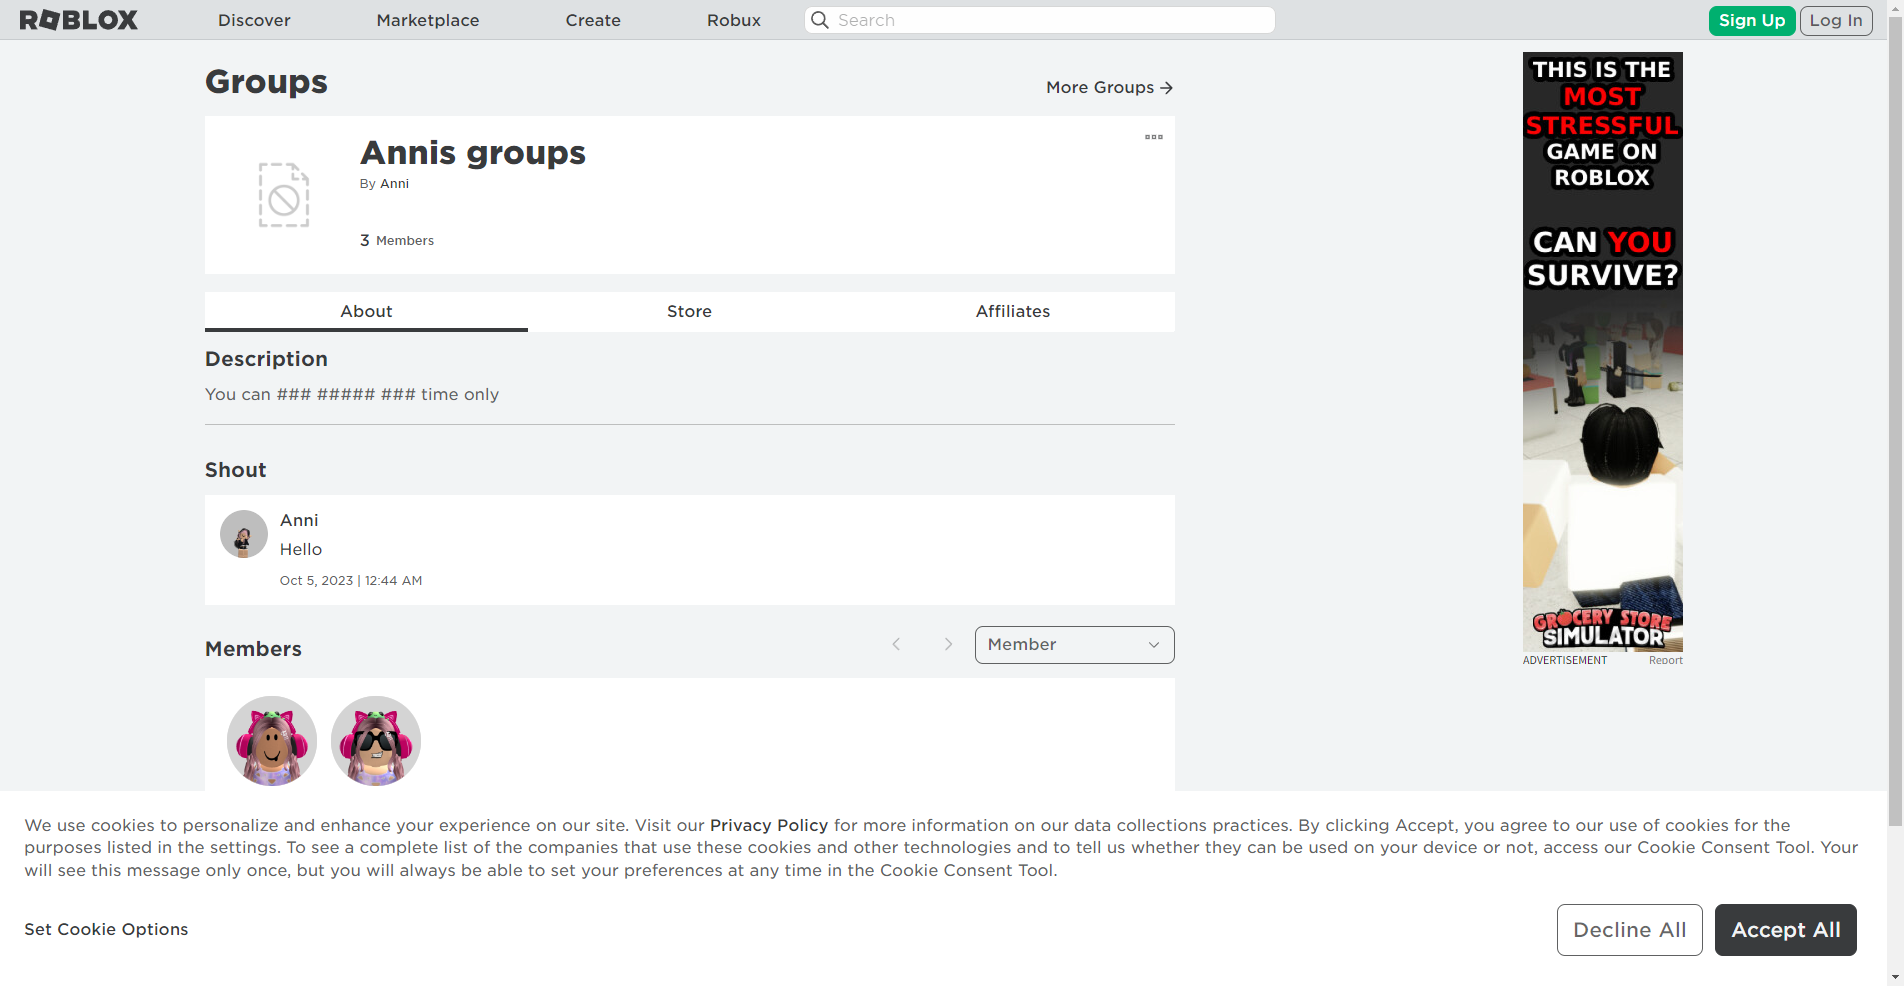 ROBLOX Discover Marketplace Create Robux Search Sign Up Log In
Groups
More Groups
Annis groups
By Anni
3 Members
About Store Affiliates
Description
You can ### ##### ### time only
Shout
Anni
Hello
Oct 5, 2023 | 12:44 AM
Members
Member
THIS IS THE
MOST
STRESSFUL
GAME ON
ROBLOX
CAN YOU
SURVIVE?
GROCERY STORE
SIMULATOR
ADVERTISEMENT Report
We use cookies to personalize and enhance your experience on our site. Visit our Privacy Policy for more information on our data collections practices. By clicking Accept, you agree to our use of cookies for the
purposes listed in the settings. To see a complete list of the companies that use these cookies and other technologies and to tell us whether they can be used on your device or not, access our Cookie Consent Tool. Your
will see this message only once, but you will always be able to set your preferences at any time in the Cookie Consent Tool.
Set Cookie Options
Decline All
Accept All